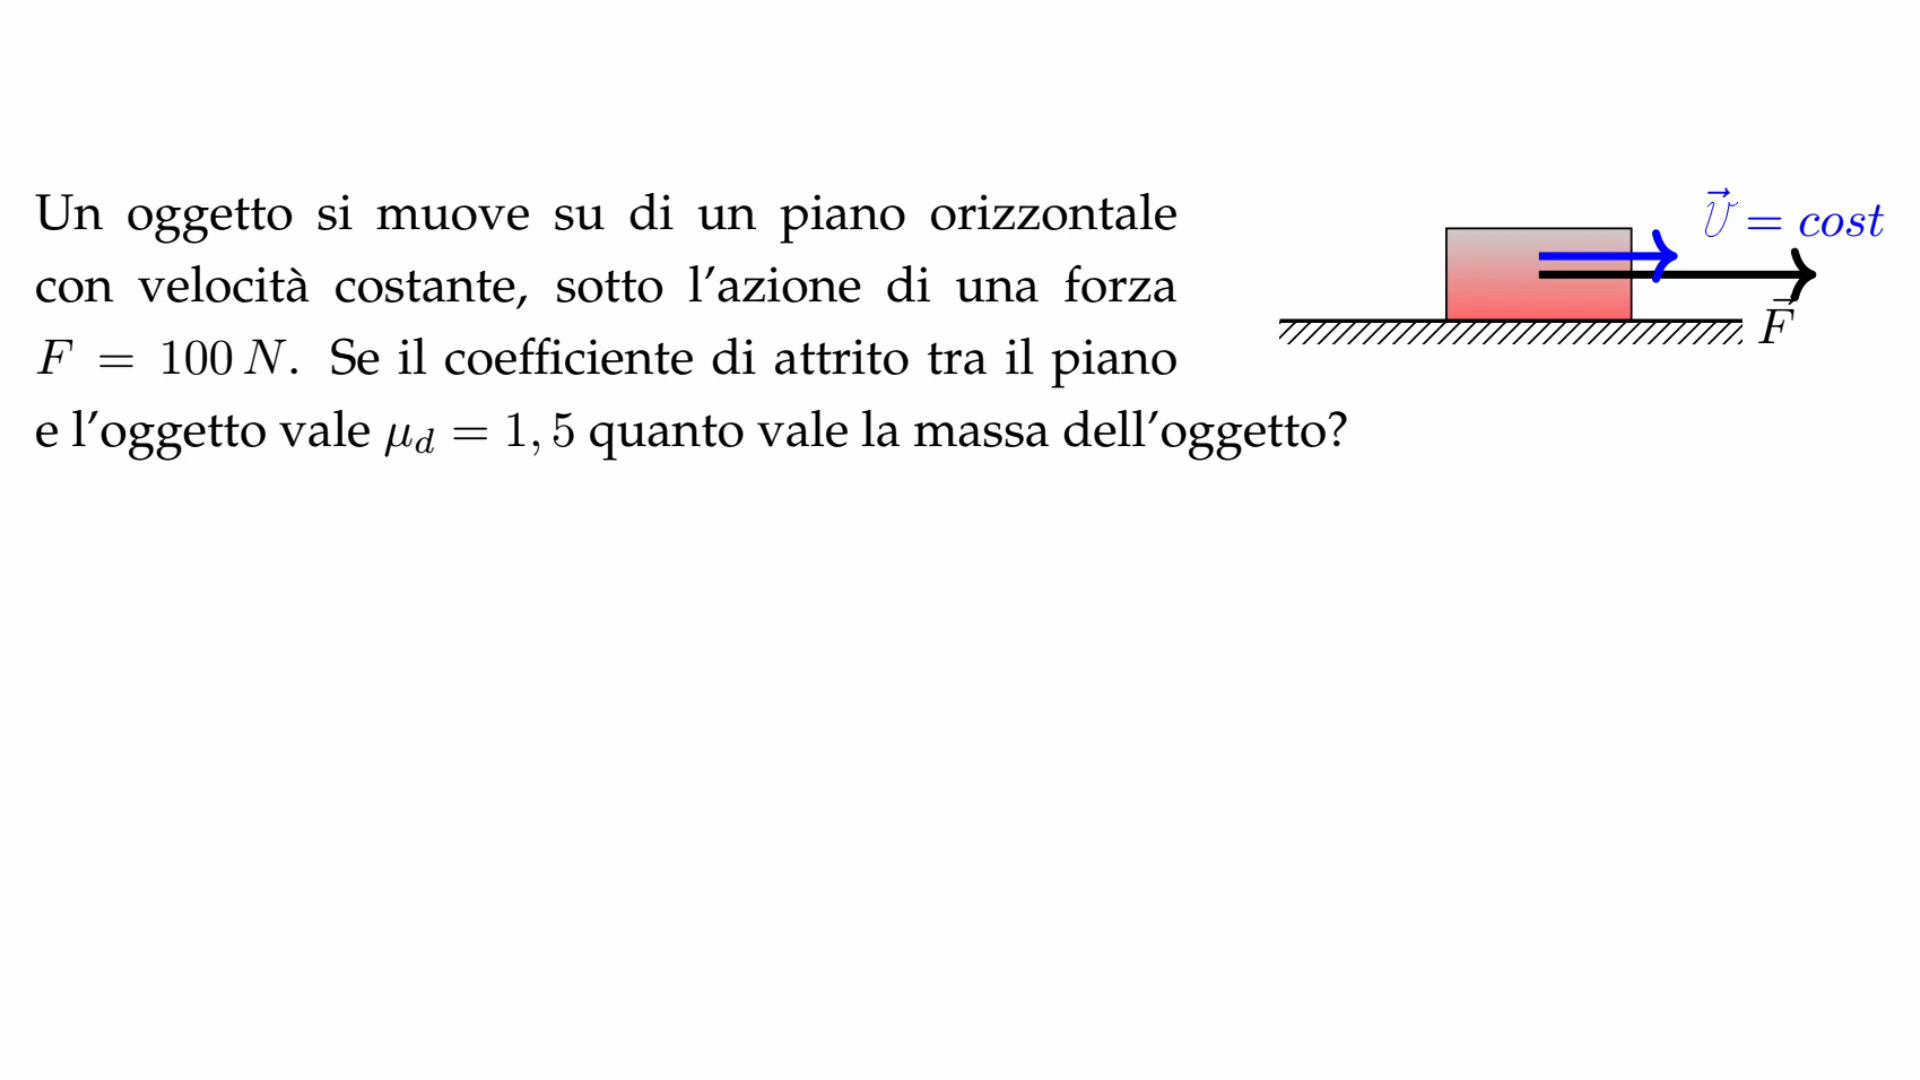 Un oggetto si muove su di un piano orizzontale
con velocità costante, sotto l'azione di una forza
F = 100 N. Se il coefficiente di attrito tra il piano
e l'oggetto vale μ_d = 1, 5 quanto vale la massa dell'oggetto?
v⃗ = cost
F⃗